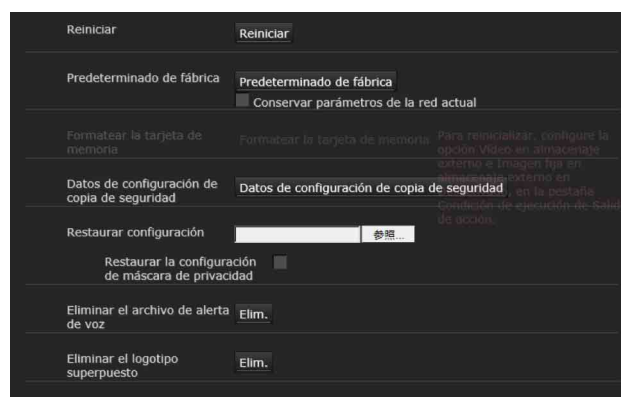 Reiniciar
Reiniciar
Predeterminado de fábrica
Predeterminado de fábrica
Conservar parámetros de la red actual
Formatear la tarjeta de
memoria
Formatear la tarjeta de memoria
Para reinicializar, configure la
opción Vídeo en almacenaje
externo e Imagen fija en
almacenaje externo en
, en la pestaña
Condición de ejecución de Salid
de acción.
Datos de configuración de
copia de seguridad
Datos de configuración de copia de seguridad
Restaurar configuración
参照...
Restaurar la configuración
de máscara de privacidad
Eliminar el archivo de alerta
de voz
Elim.
Eliminar el logotipo
superpuesto
Elim.